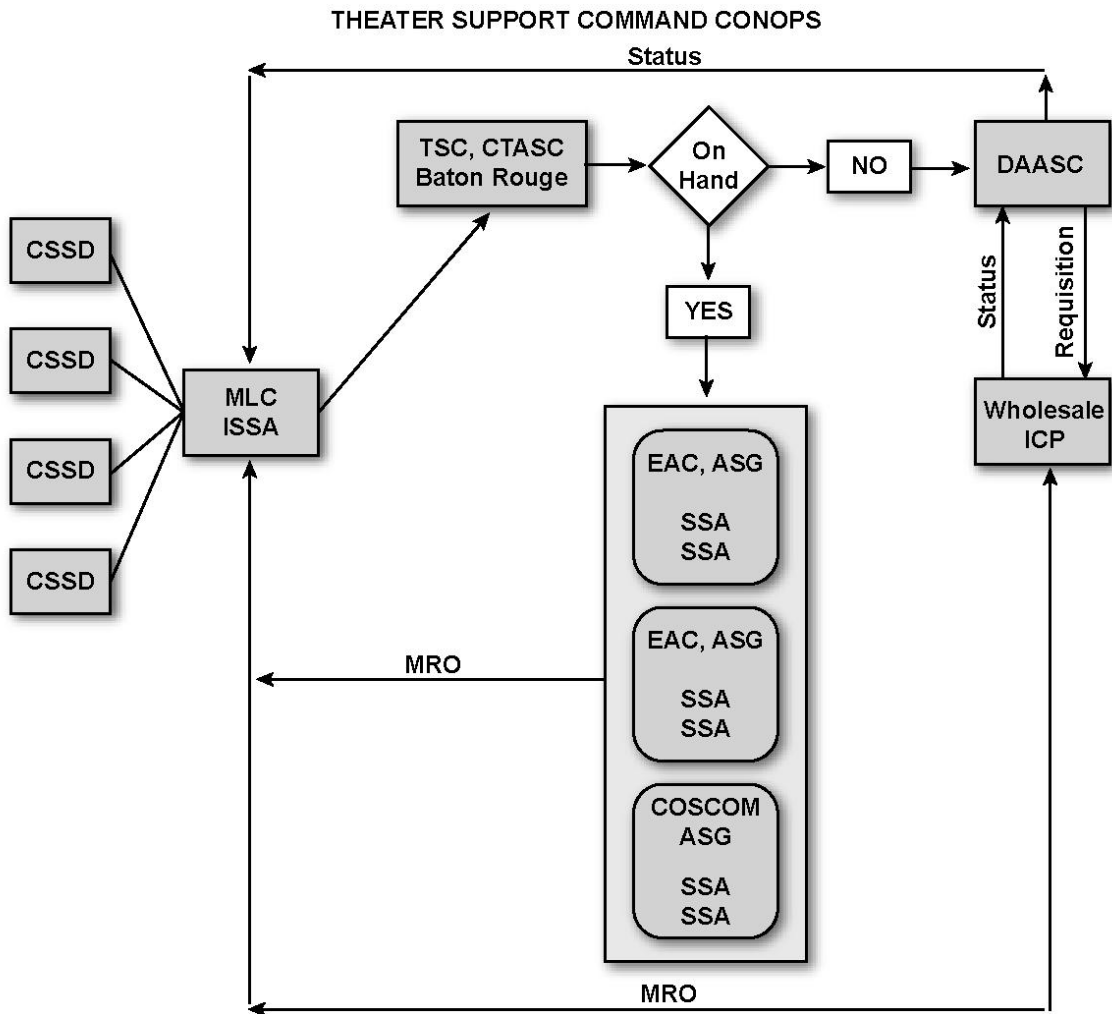 THEATER SUPPORT COMMAND CONOPS
Status
TSC, CTASC
Baton Rouge
On
Hand
NO
DAASC
CSSD
CSSD
CSSD
CSSD
MLC
ISSA
YES
Status
Requisition
Wholesale
ICP
EAC, ASG
SSA
SSA
EAC, ASG
SSA
SSA
COSCOM
ASG
SSA
SSA
MRO
MRO